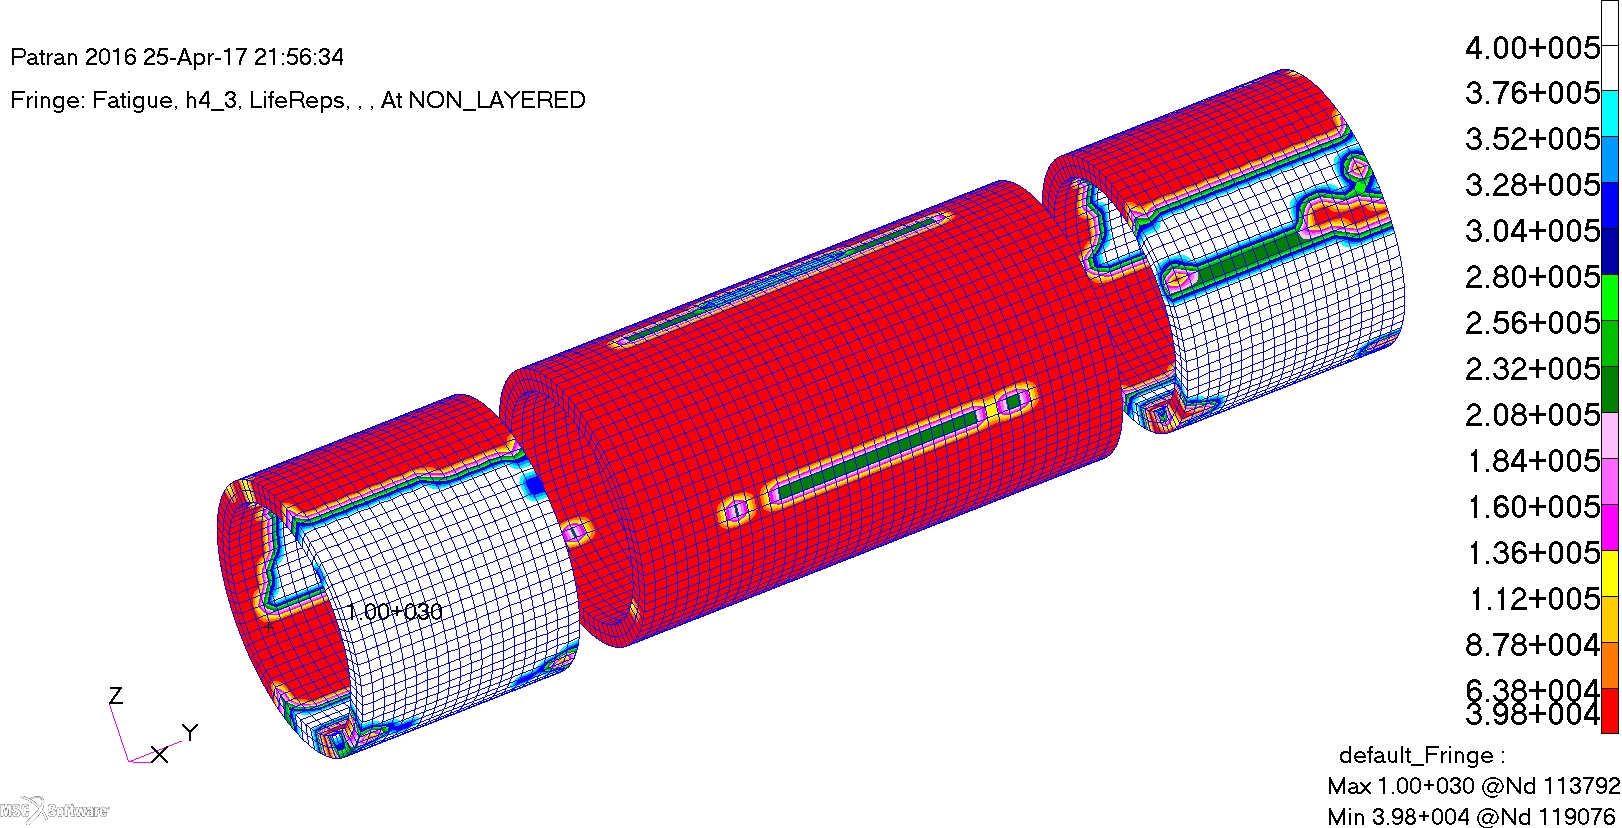 Patran 2016 25-Apr-17 21:56:34
Fringe: Fatigue, h4_3, LifeReps, , , At NON_LAYERED
4.00+005
3.76+005
3.52+005
3.28+005
3.04+005
2.80+005
2.56+005
2.32+005
2.08+005
1.84+005
1.60+005
1.36+005
1.12+005
8.78+004
6.38+004
3.98+004
1.00+030
Z
Y
X
default_Fringe :
Max 1.00+030 @Nd 113792
Min 3.98+004 @Nd 119076
MSC Software